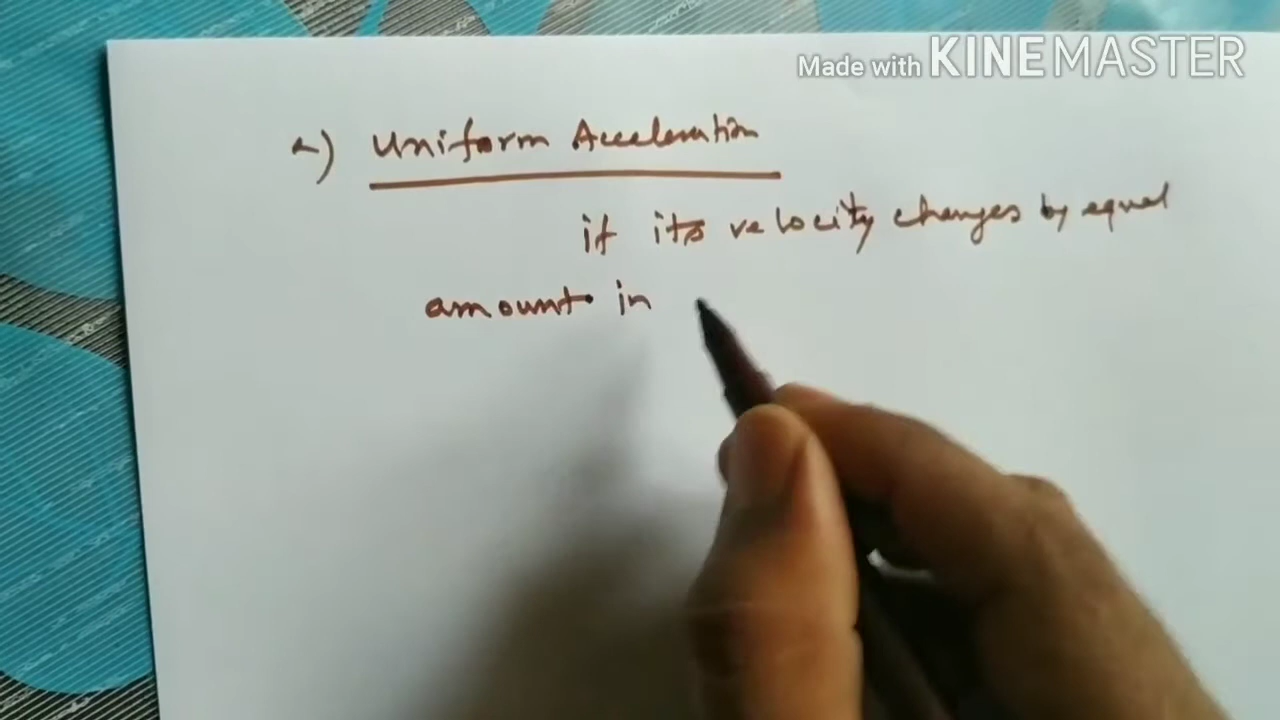 Made with KINEMASTER
a) Uniform Acceleration
if its velocity changes by equal
amount in